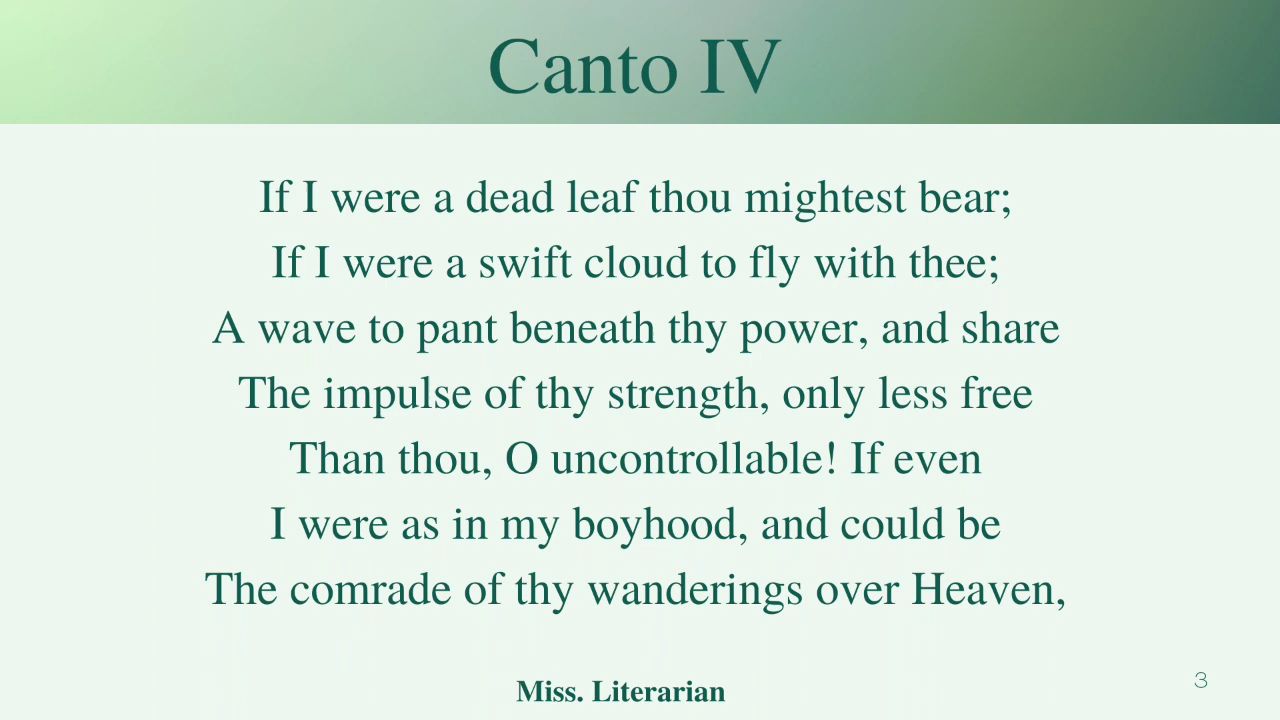 Canto IV
If I were a dead leaf thou mightest bear;
If I were a swift cloud to fly with thee;
A wave to pant beneath thy power, and share
The impulse of thy strength, only less free
Than thou, O uncontrollable! If even
I were as in my boyhood, and could be
The comrade of thy wanderings over Heaven,
Miss. Literarian
3